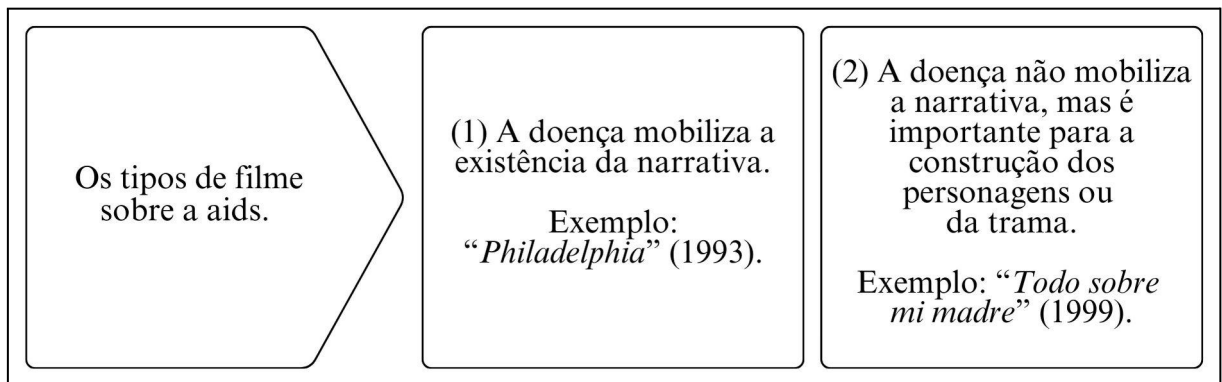 Os tipos de filme
sobre a aids.
(1) A doença mobiliza a
existência da narrativa.
Exemplo:
“Philadelphia” (1993).
(2) A doença não mobiliza
a narrativa, mas é
importante para a
construção dos
personagens ou
da trama.
Exemplo: “Todo sobre
mi madre” (1999).